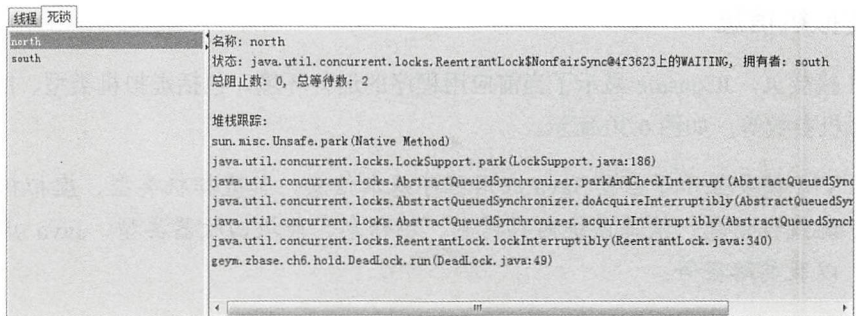 线程 死锁
north
south
名称: north
状态: java.util.concurrent.locks.ReentrantLock$NonfairSync@4f3623上的WAITING, 拥有者: south
总阻止数: 0, 总等待数: 2
堆栈跟踪:
sun.misc.Unsafe.park(Native Method)
java.util.concurrent.locks.LockSupport.park(LockSupport.java:186)
java.util.concurrent.locks.AbstractQueuedSynchronizer.parkAndCheckInterrupt(AbstractQueuedSync
java.util.concurrent.locks.AbstractQueuedSynchronizer.doAcquireInterruptibly(AbstractQueuedSyn
java.util.concurrent.locks.AbstractQueuedSynchronizer.acquireInterruptibly(AbstractQueuedSynch
java.util.concurrent.locks.ReentrantLock.lockInterruptibly(ReentrantLock.java:340)
geym.zbase.ch6.hold.DeadLock.run(DeadLock.java:49)